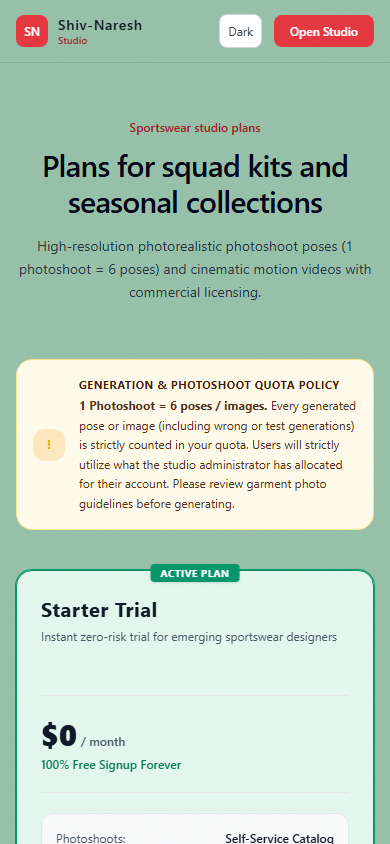 SN
Shiv-Naresh
Studio
Dark
Open Studio
Sportswear studio plans
Plans for squad kits and
seasonal collections
High-resolution photorealistic photoshoot poses (1
photoshoot = 6 poses) and cinematic motion videos with
commercial licensing.
!
GENERATION & PHOTOSHOOT QUOTA POLICY
1 Photoshoot = 6 poses / images. Every generated
pose or image (including wrong or test generations)
is strictly counted in your quota. Users will strictly
utilize what the studio administrator has allocated
for their account. Please review garment photo
guidelines before generating.
ACTIVE PLAN
Starter Trial
Instant zero-risk trial for emerging sportswear designers
$0 / month
100% Free Signup Forever
Photoshoots: Self-Service Catalog